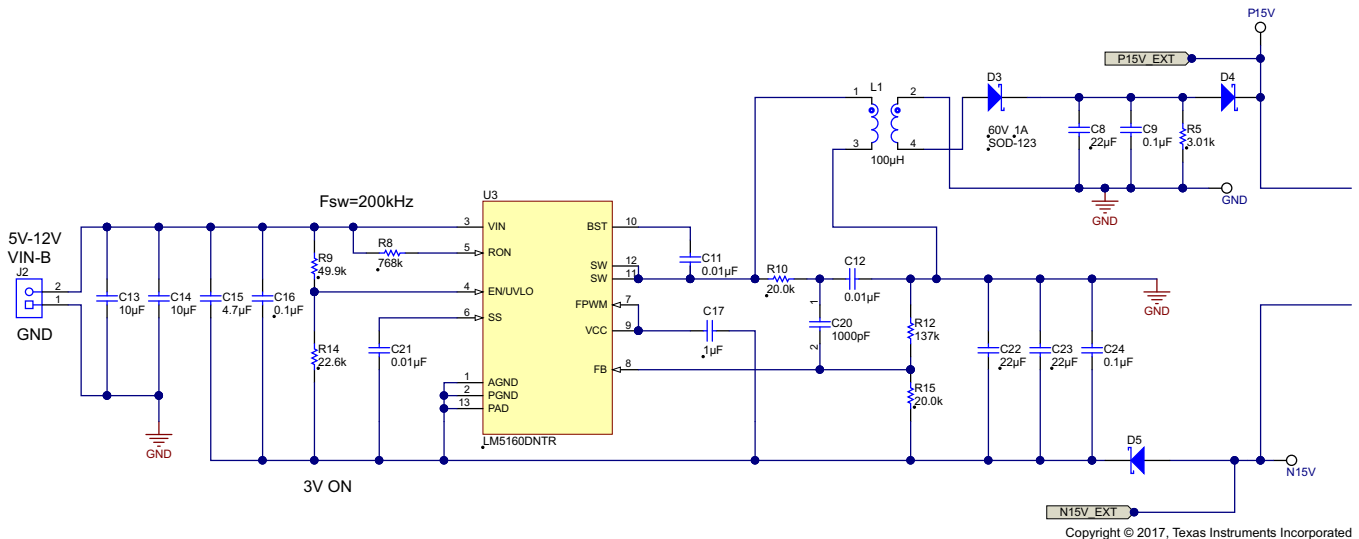 P15V
P15V_EXT
L1
1
2
3
4
100µH
D3
60V 1A
SOD-123
C8
22µF
C9
0.1µF
R5
3.01k
D4
GND
GND
Fsw=200kHz
U3
5V-12V
VIN-B
J2
2
1
GND
C13
10µF
C14
10µF
C15
4.7µF
C16
0.1µF
GND
R9
49.9k
R14
22.6k
R8
768k
C21
0.01µF
3V ON
3
VIN
5
RON
4
EN/UVLO
6
SS
1
AGND
2
PGND
13
PAD
BST
10
SW
12
SW
11
FPWM
7
VCC
9
FB
8
LM5160DNTR
C11
0.01µF
C17
1µF
R10
20.0k
C12
0.01µF
1
C20
1000pF
2
R12
137k
R15
20.0k
C22
22µF
C23
22µF
C24
0.1µF
GND
D5
N15V
N15V_EXT
Copyright © 2017, Texas Instruments Incorporated